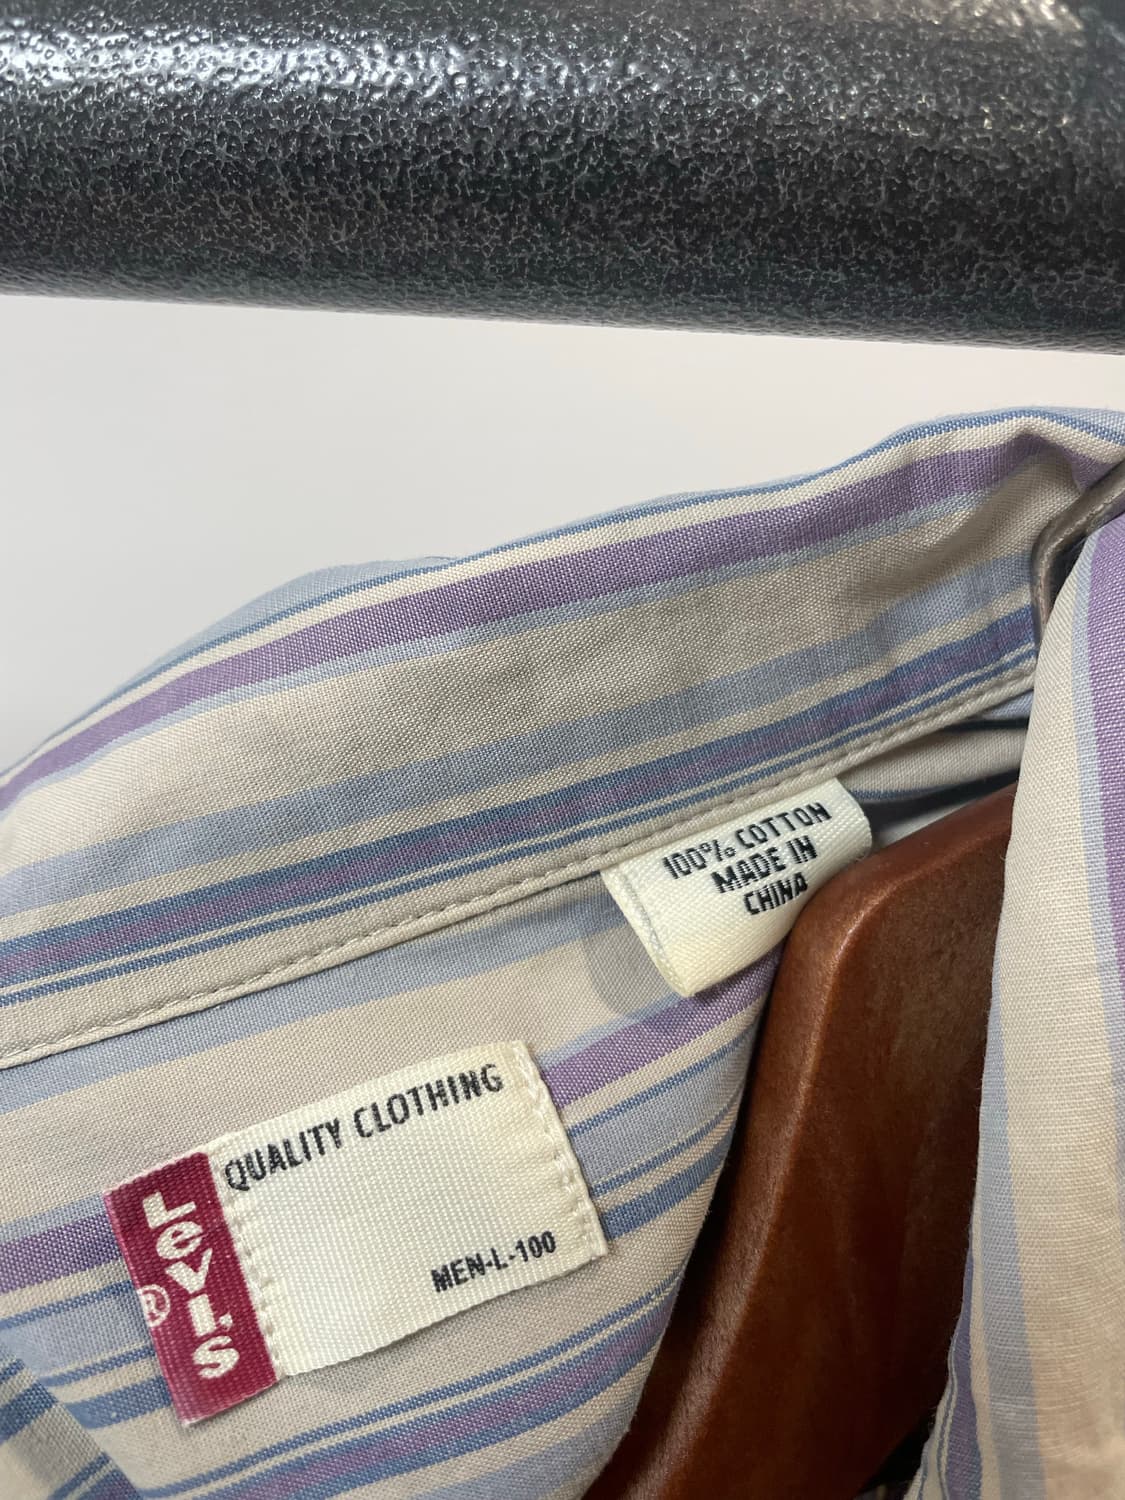 100% COTTON
MADE IN
CHINA
QUALITY CLOTHING
LEVI'S
®
MEN-L-100